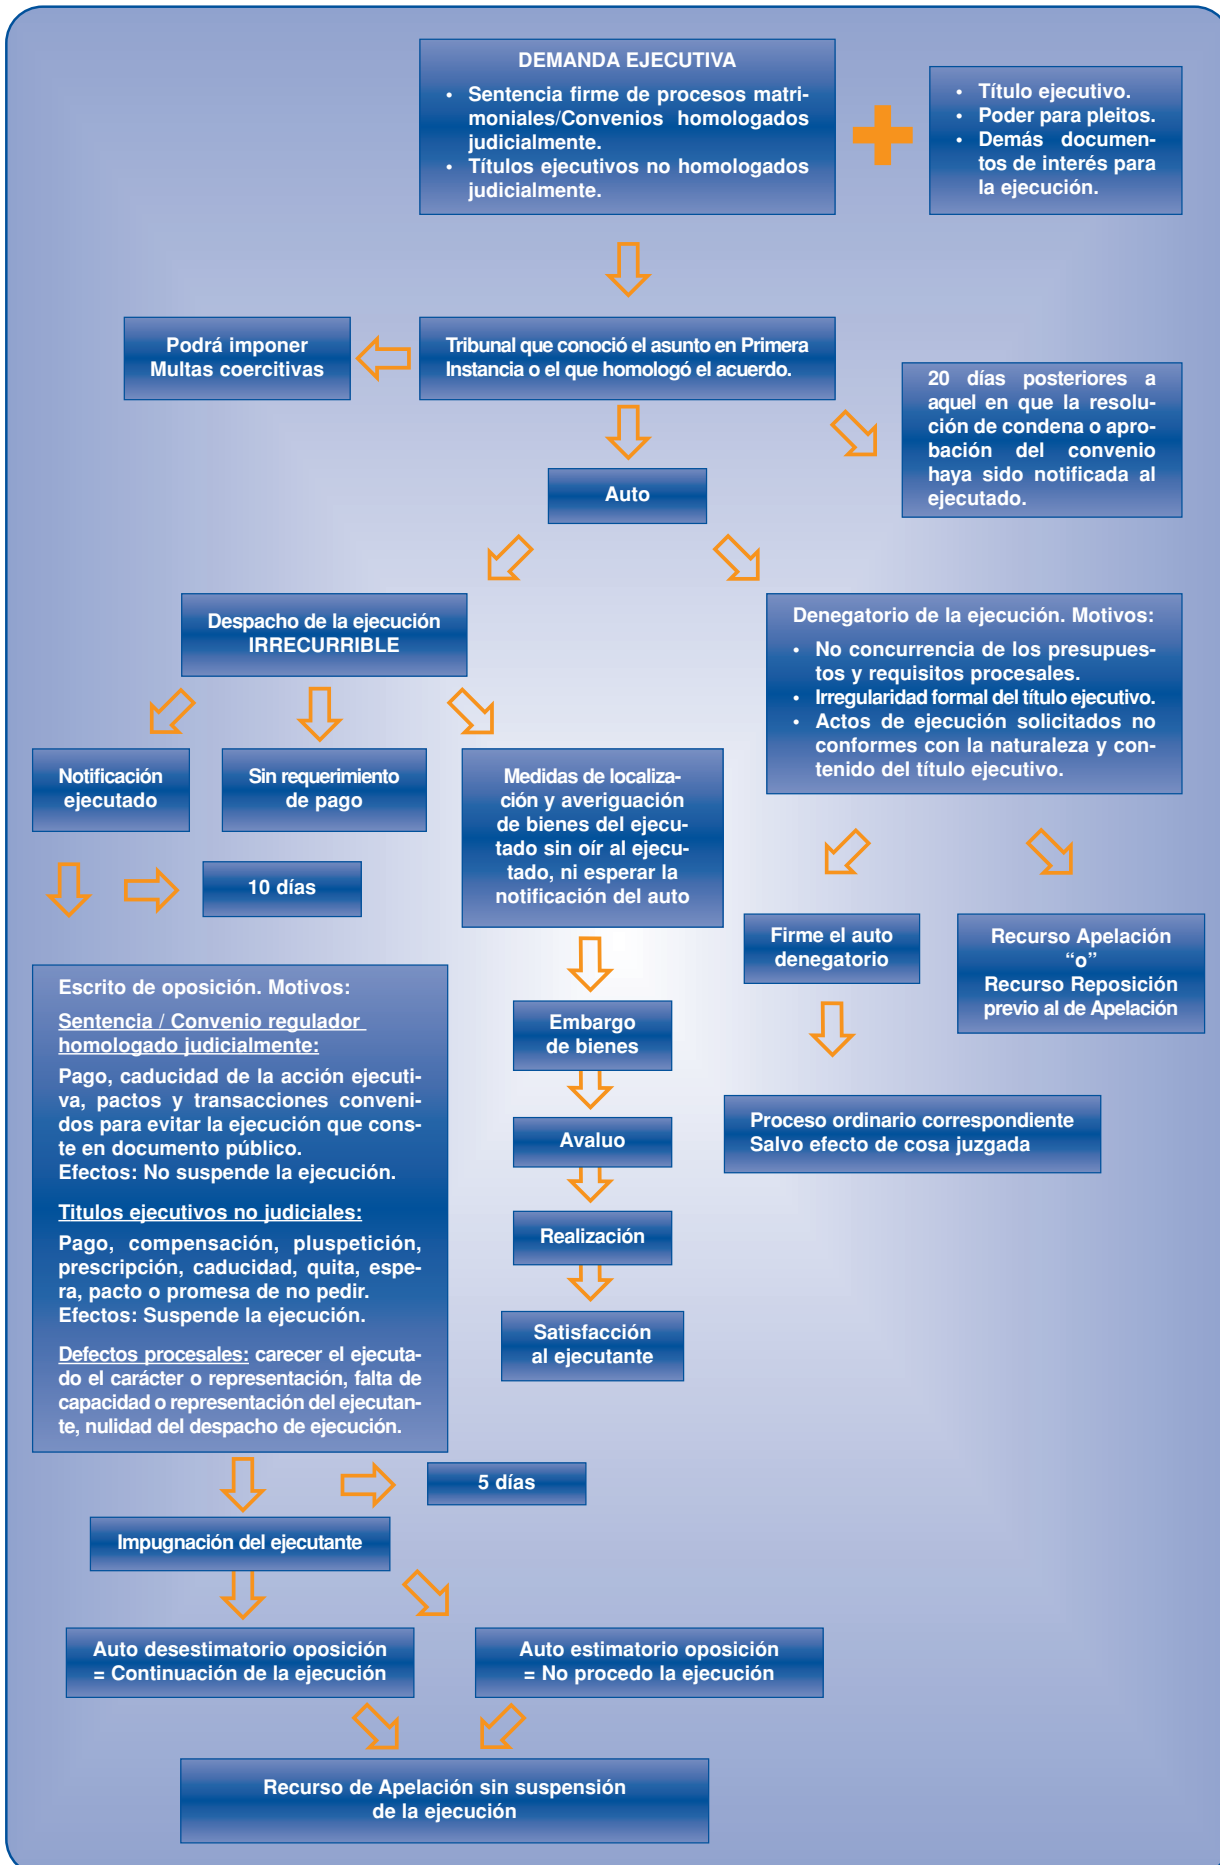 DEMANDA EJECUTIVA
• Sentencia firme de procesos matri-
moniales/Convenios homologados
judicialmente.
• Títulos ejecutivos no homologados
judicialmente.
• Título ejecutivo.
• Poder para pleitos.
• Demás documen-
tos de interés para
la ejecución.
Podrá imponer
Multas coercitivas
Tribunal que conoció el asunto en Primera
Instancia o el que homologó el acuerdo.
20 días posteriores a
aquel en que la resolu-
ción de condena o apro-
bación del convenio
haya sido notificada al
ejecutado.
Auto
Despacho de la ejecución
IRRECURRIBLE
Denegatorio de la ejecución. Motivos:
• No concurrencia de los presupues-
tos y requisitos procesales.
• Irregularidad formal del título ejecutivo.
• Actos de ejecución solicitados no
conformes con la naturaleza y con-
tenido del título ejecutivo.
Notificación
ejecutado
Sin requerimiento
de pago
Medidas de localiza-
ción y averiguación
de bienes del ejecu-
tado sin oír al ejecu-
tado, ni esperar la
notificación del auto
10 días
Firme el auto
denegatorio
Recurso Apelación
“o”
Recurso Reposición
previo al de Apelación
Escrito de oposición. Motivos:
Sentencia / Convenio regulador
homologado judicialmente:
Pago, caducidad de la acción ejecuti-
va, pactos y transacciones conveni-
dos para evitar la ejecución que cons-
te en documento público.
Efectos: No suspende la ejecución.
Titulos ejecutivos no judiciales:
Pago, compensación, pluspetición,
prescripción, caducidad, quita, espe-
ra, pacto o promesa de no pedir.
Efectos: Suspende la ejecución.
Defectos procesales: carecer el ejecuta-
do el carácter o representación, falta de
capacidad o representación del ejecutan-
te, nulidad del despacho de ejecución.
Embargo
de bienes
Avaluo
Realización
Satisfacción
al ejecutante
Proceso ordinario correspondiente
Salvo efecto de cosa juzgada
5 días
Impugnación del ejecutante
Auto desestimatorio oposición
= Continuación de la ejecución
Auto estimatorio oposición
= No procedo la ejecución
Recurso de Apelación sin suspensión
de la ejecución